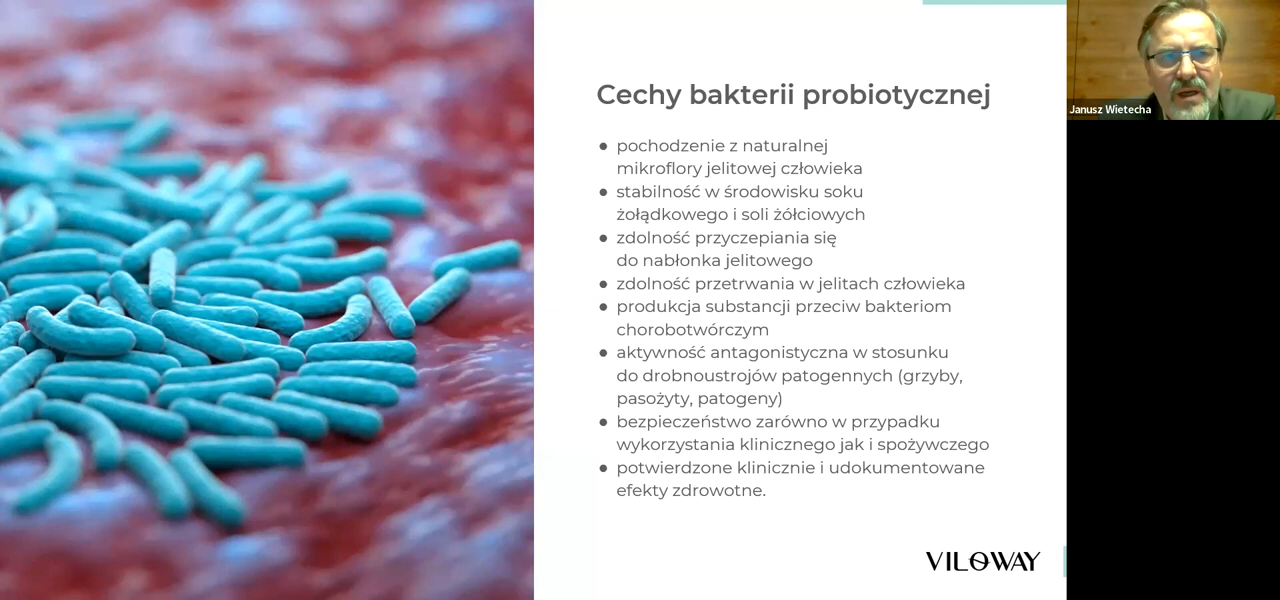 Cechy bakterii probiotycznej
● pochodzenie z naturalnej
mikroflory jelitowej człowieka
● stabilność w środowisku soku
żołądkowego i soli żółciowych
● zdolność przyczepiania się
do nabłonka jelitowego
● zdolność przetrwania w jelitach człowieka
● produkcja substancji przeciw bakteriom
chorobotwórczym
● aktywność antagonistyczna w stosunku
do drobnoustrojów patogennych (grzyby,
pasożyty, patogeny)
● bezpieczeństwo zarówno w przypadku
wykorzystania klinicznego jak i spożywczego
● potwierdzone klinicznie i udokumentowane
efekty zdrowotne.
VILOWAY
Janusz Wietecha